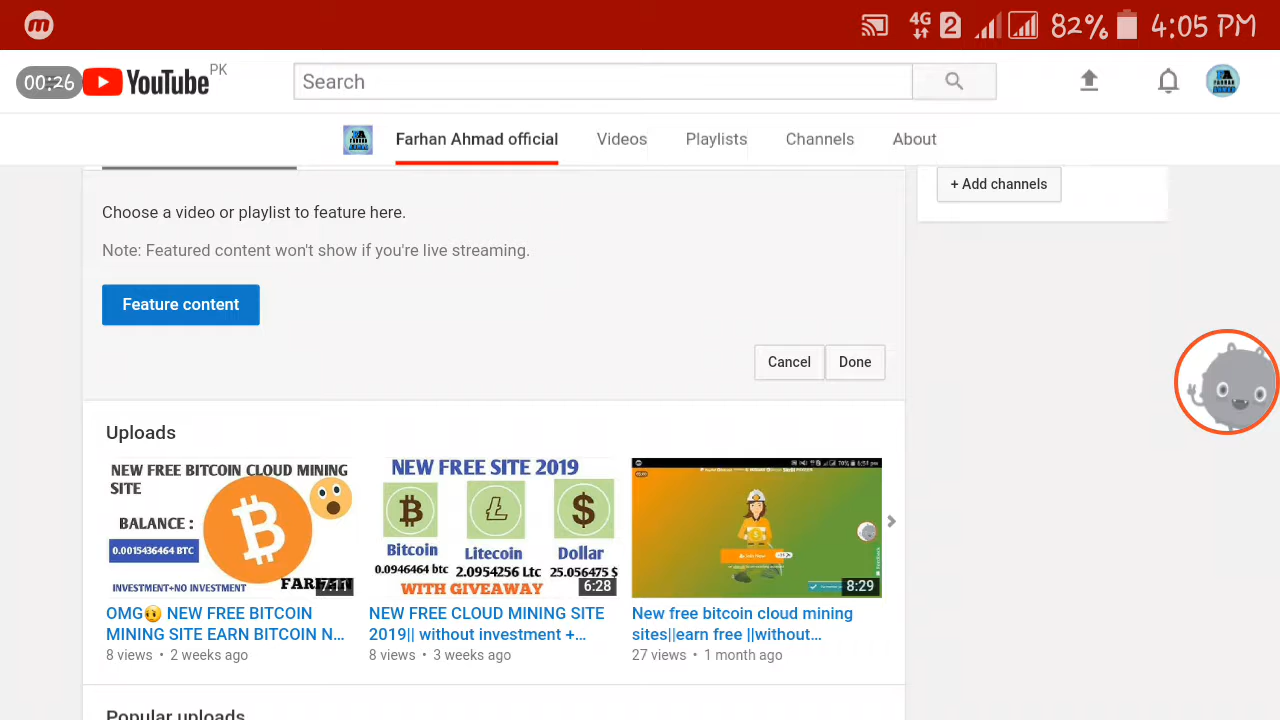 4G 2 82% 4:05 PM
00:26 YouTube PK Search
Farhan Ahmad official Videos Playlists Channels About
+ Add channels
Choose a video or playlist to feature here.
Note: Featured content won't show if you're live streaming.
Feature content
Cancel Done
Uploads
NEW FREE BITCOIN CLOUD MINING
SITE
BALANCE :
0.0015436464 BTC
INVESTMENT+NO INVESTMENT
7:11
NEW FREE SITE 2019
Bitcoin Litecoin Dollar
0.0946464 btc 2.0954256 Ltc 25.056475 $
WITH GIVEAWAY
6:28
8:29
OMG🤢 NEW FREE BITCOIN
MINING SITE EARN BITCOIN N...
8 views • 2 weeks ago
NEW FREE CLOUD MINING SITE
2019|| without investment +...
8 views • 3 weeks ago
New free bitcoin cloud mining
sites||earn free ||without...
27 views • 1 month ago
Popular uploads